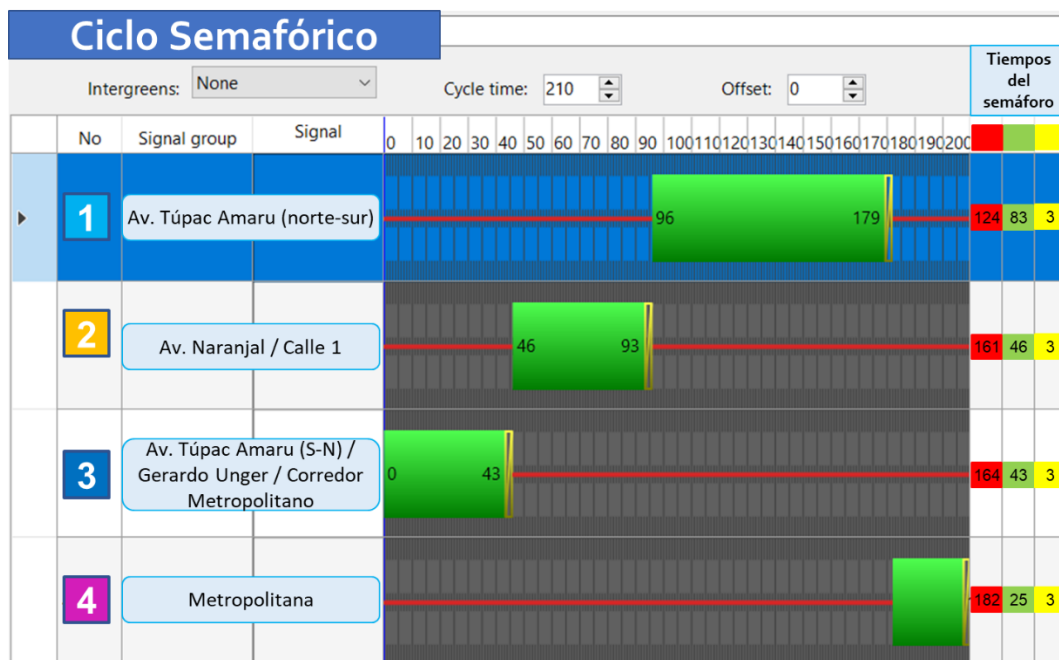 Ciclo Semafórico
Intergreens: None Cycle time: 210 Offset: 0
Tiempos
del
semáforo
No Signal group Signal 0 10 20 30 40 50 60 70 80 90 100 110 120 130 140 150 160 170 180 190 200
1 Av. Túpac Amaru (norte-sur) 96 179 124 83 3
2 Av. Naranjal / Calle 1 46 93 161 46 3
3 Av. Túpac Amaru (S-N) /
Gerardo Unger / Corredor
Metropolitano 0 43 164 43 3
4 Metropolitana 182 25 3